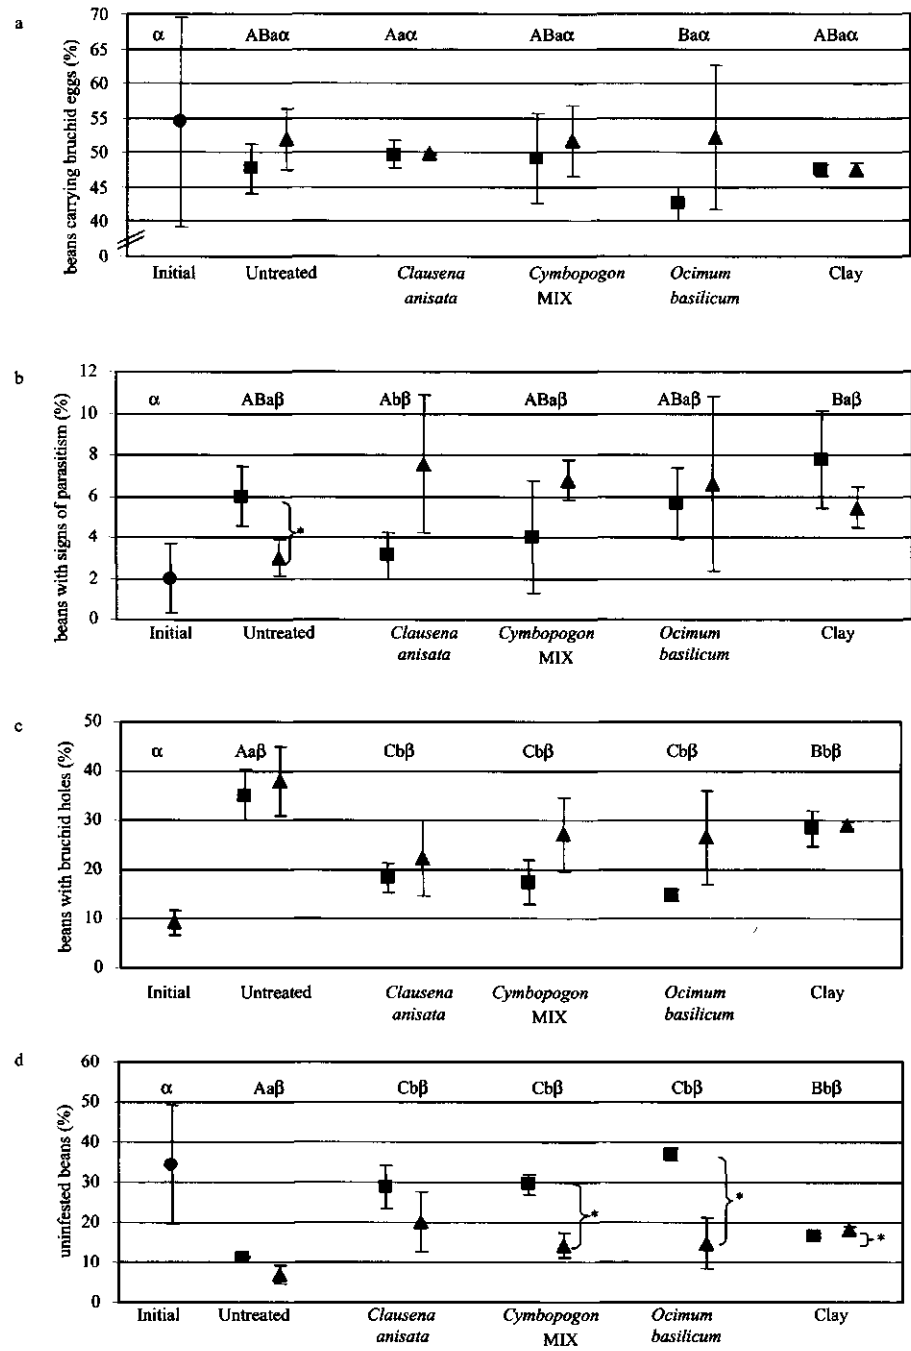 a
beans carrying bruchid eggs (%)
70
65
60
55
50
45
40
0
α ABaα Aaα ABaα Baα ABaα
Initial Untreated Clausena Cymbopogon Ocimum Clay
anisata MIX basilicum
b
beans with signs of parasitism (%)
12
10
8
6
4
2
0
α ABaβ Abβ ABaβ ABaβ Baβ
*
Initial Untreated Clausena Cymbopogon Ocimum Clay
anisata MIX basilicum
c
beans with bruchid holes (%)
50
40
30
20
10
0
α Aaβ Cbβ Cbβ Cbβ Bbβ
Initial Untreated Clausena Cymbopogon Ocimum Clay
anisata MIX basilicum
d
uninfested beans (%)
60
50
40
30
20
10
0
α Aaβ Cbβ Cbβ Cbβ Bbβ
* * *
Initial Untreated Clausena Cymbopogon Ocimum Clay
anisata MIX basilicum